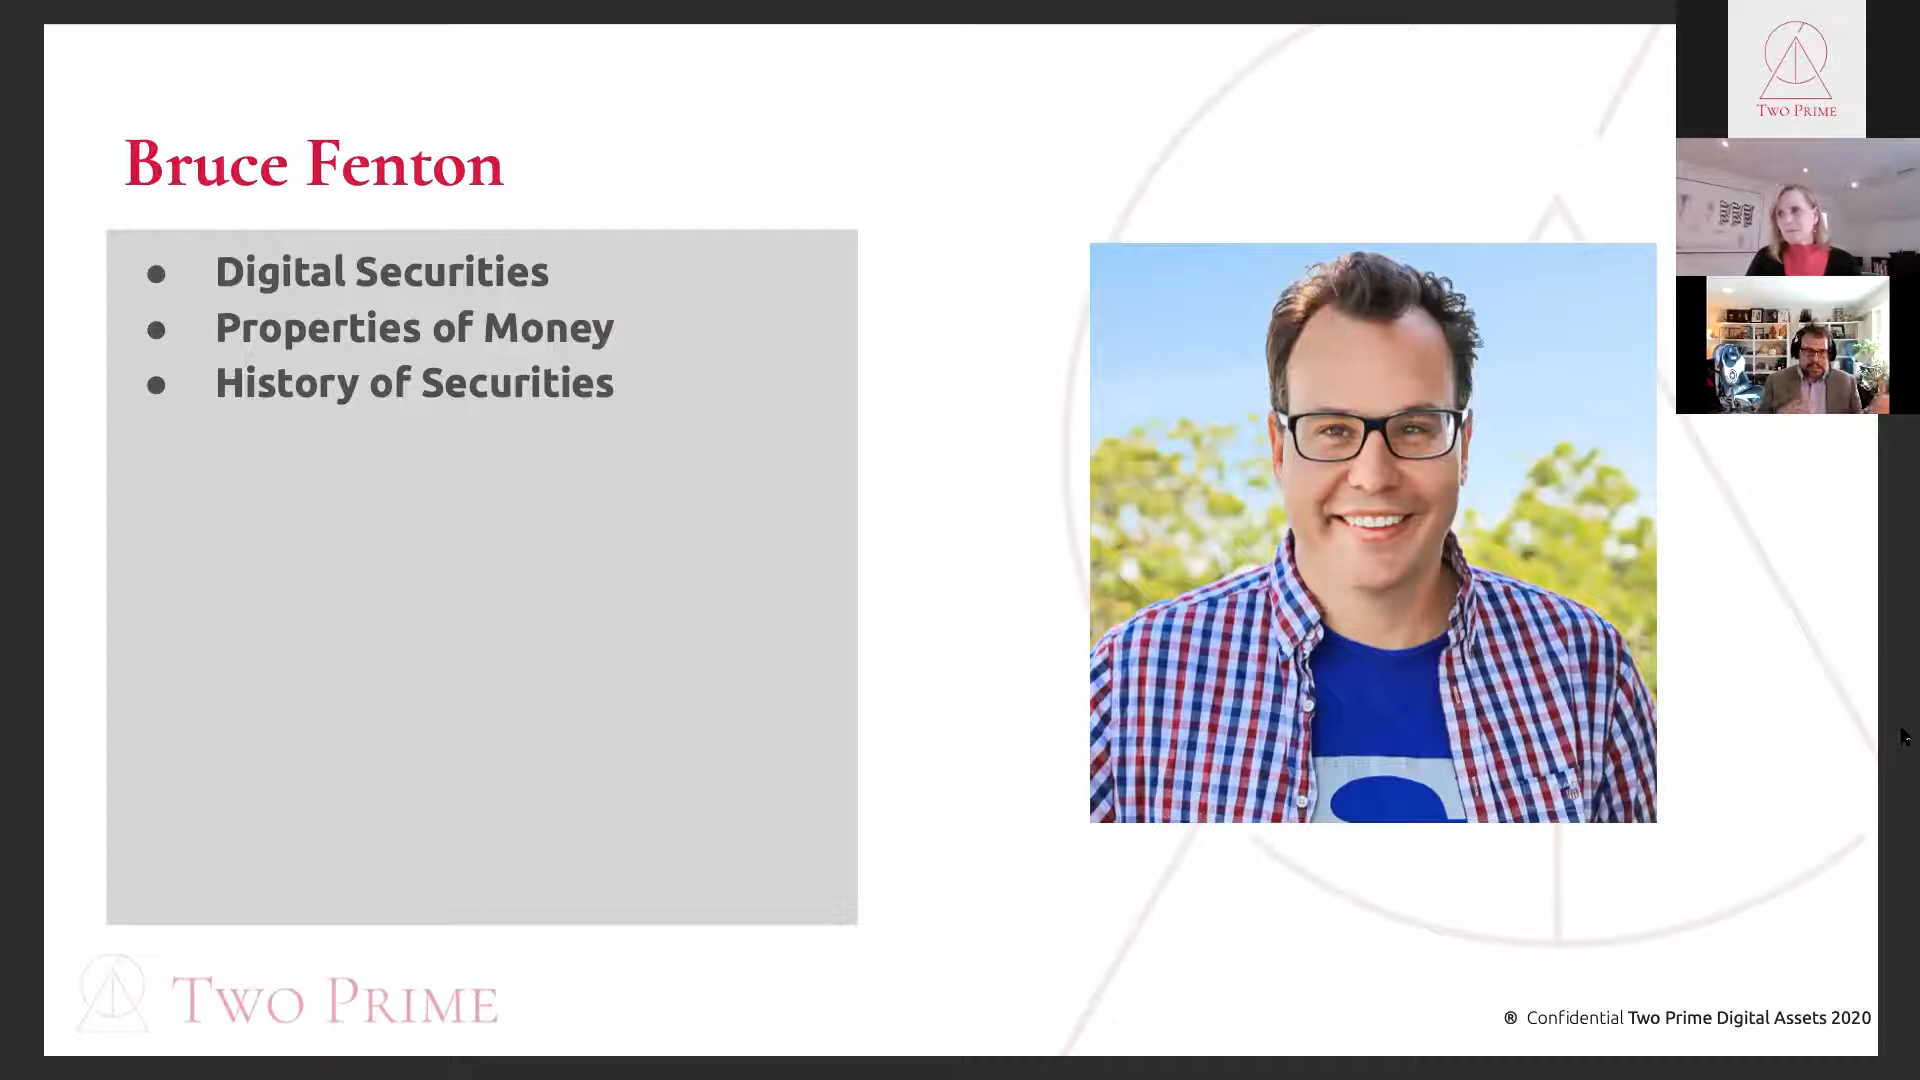 Bruce Fenton
● Digital Securities
● Properties of Money
● History of Securities
TWO PRIME
® Confidential Two Prime Digital Assets 2020
TWO PRIME